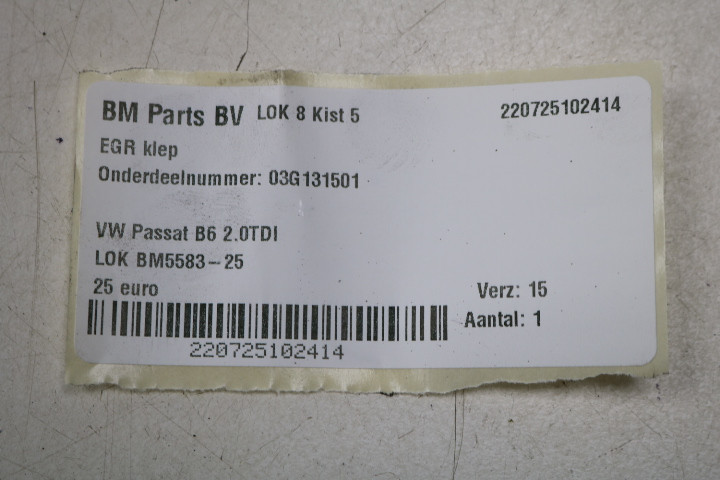 BM Parts BV LOK 8 Kist 5 220725102414
EGR klep
Onderdeelnummer: 03G131501
VW Passat B6 2.0TDI
LOK BM5583-25
25 euro Verz: 15
Aantal: 1
220725102414